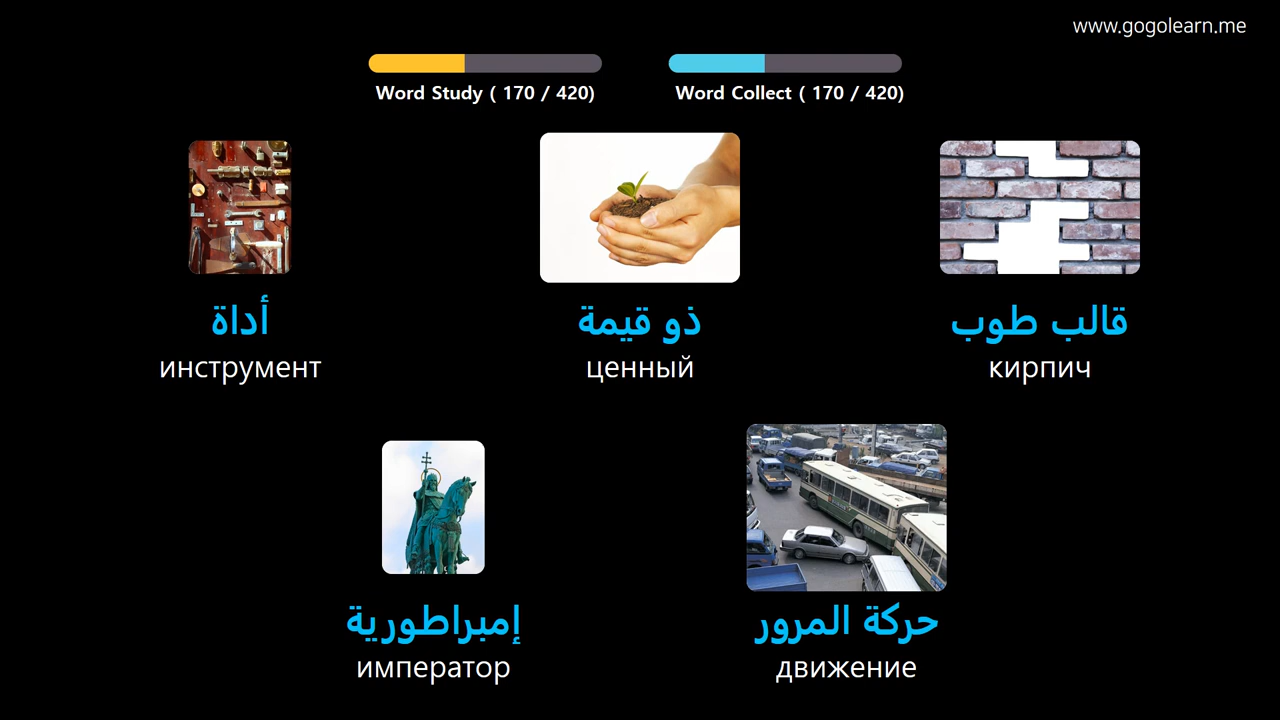 www.gogolearn.me
Word Study ( 170 / 420)
Word Collect ( 170 / 420)
أداة
инструмент
ذو قيمة
ценный
قالب طوب
кирпич
إمبراطورية
император
حركة المرور
движение